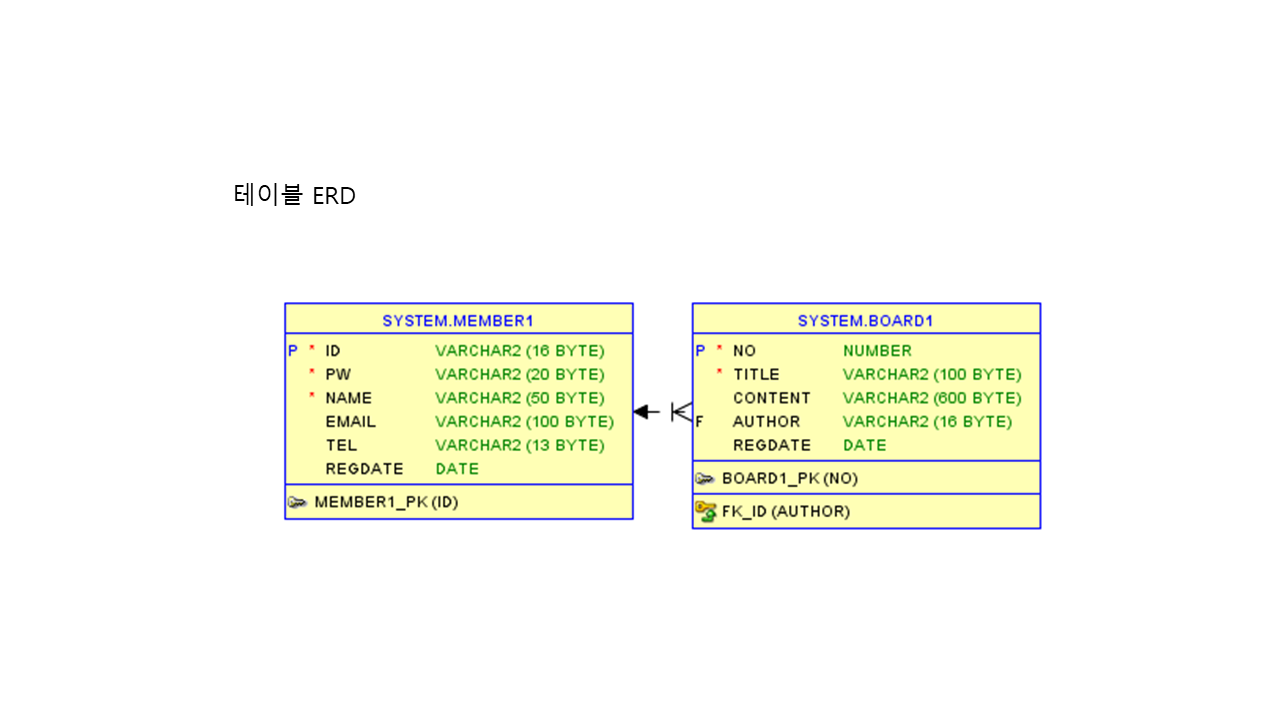 테이블 ERD
SYSTEM.MEMBER1
P * ID VARCHAR2 (16 BYTE)
* PW VARCHAR2 (20 BYTE)
* NAME VARCHAR2 (50 BYTE)
EMAIL VARCHAR2 (100 BYTE)
TEL VARCHAR2 (13 BYTE)
REGDATE DATE
MEMBER1_PK (ID)
SYSTEM.BOARD1
P * NO NUMBER
* TITLE VARCHAR2 (100 BYTE)
CONTENT VARCHAR2 (600 BYTE)
F AUTHOR VARCHAR2 (16 BYTE)
REGDATE DATE
BOARD1_PK (NO)
FK_ID (AUTHOR)